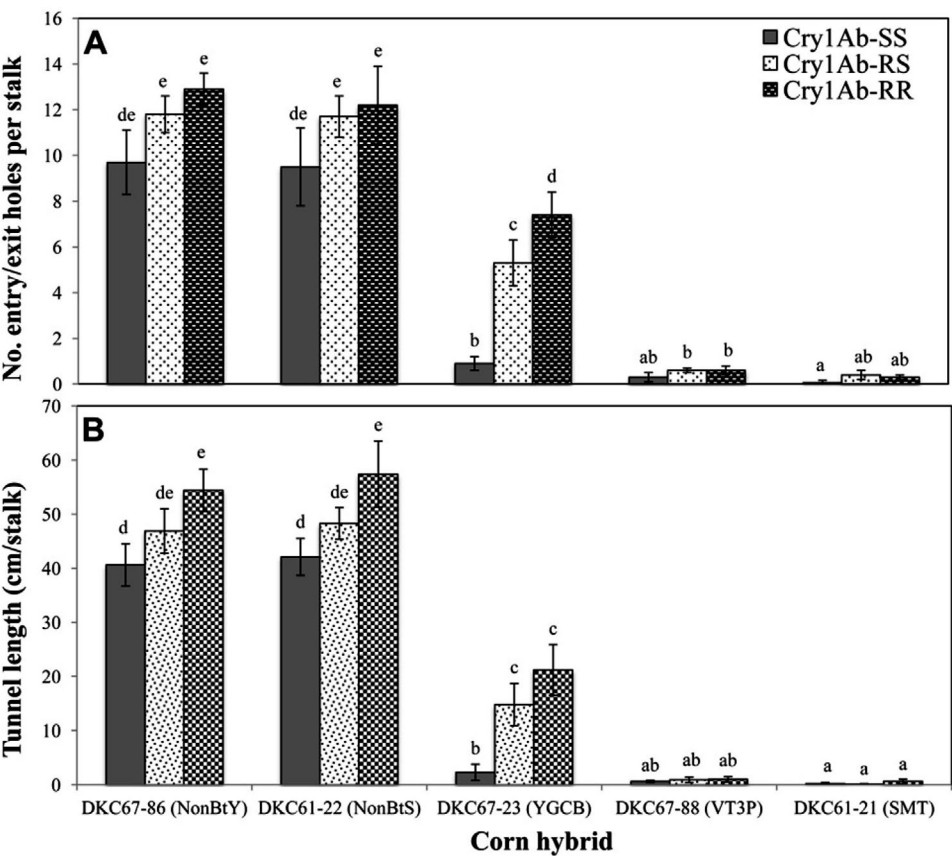 A
No. entry/exit holes per stalk
16
14
12
10
8
6
4
2
0
Cry1Ab-SS
Cry1Ab-RS
Cry1Ab-RR
de e e
de e e
b c d
ab b b
a ab ab
B
Tunnel length (cm/stalk)
70
60
50
40
30
20
10
0
d de e
d de e
b c c
ab ab ab
a a a
DKC67-86 (NonBtY) DKC61-22 (NonBtS) DKC67-23 (YGCB) DKC67-88 (VT3P) DKC61-21 (SMT)
Corn hybrid